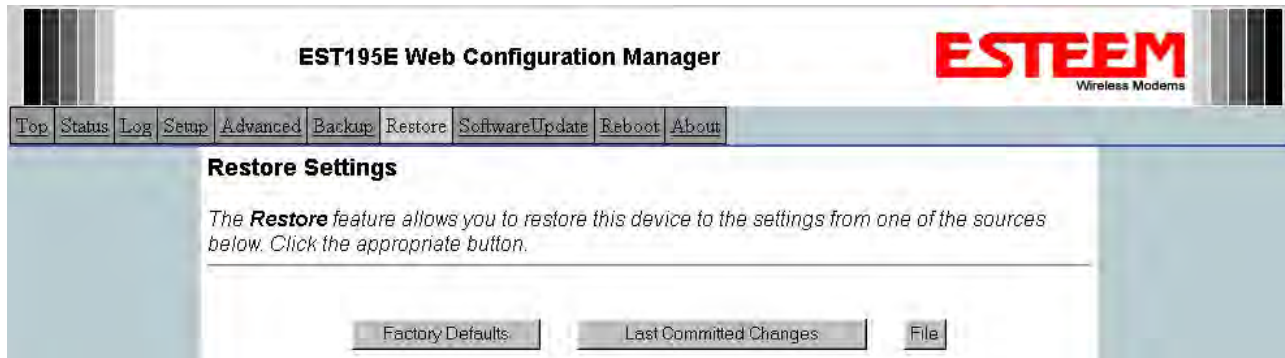 EST195E Web Configuration Manager
ESTEEM
Wireless Modems
Top Status Log Setup Advanced Backup Restore SoftwareUpdate Reboot About
Restore Settings
The Restore feature allows you to restore this device to the settings from one of the sources
below. Click the appropriate button.
Factory Defaults Last Committed Changes File